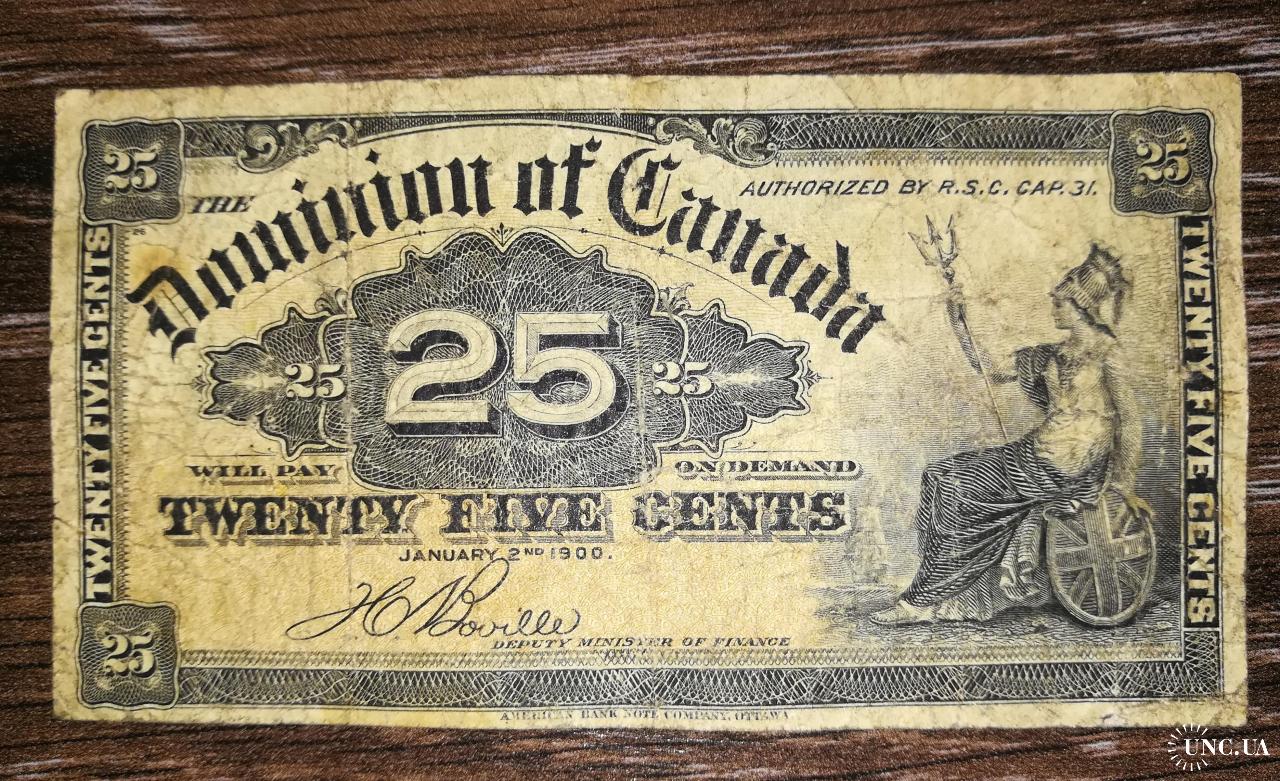 25
25
THE
Dominion of Canada
AUTHORIZED BY R.S.C. CAP. 31.
TWENTY FIVE CENTS
TWENTY FIVE CENTS
25
25
25
WILL PAY
ON DEMAND
TWENTY FIVE CENTS
JANUARY 2ND 1900.
H C Boville
DEPUTY MINISTER OF FINANCE
25
AMERICAN BANK NOTE COMPANY, OTTAWA
UNC.UA